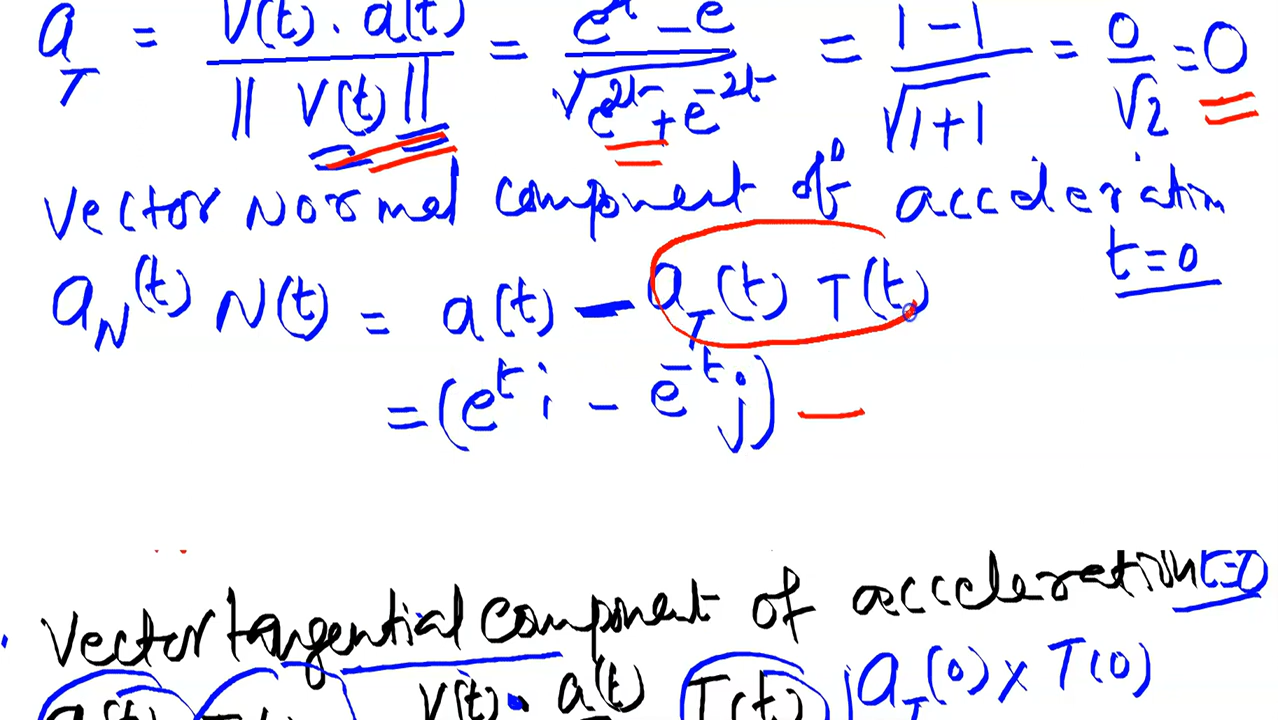 a_T = V(t) . a(t) / ‖ V(t) ‖ = / √e^2t + e^-2t = 1 - 1 / √1+1 = 0 / √2 = 0
Vector Normal component of acceleration
t=0
a_N(t) N(t) = a(t) - a_T(t) T(t)
= (e^t i - e^-t j) -
Vector tangential component of acceleration t=0
a(t) V(t) . a(t) T(t) a_T(0) x T(0)